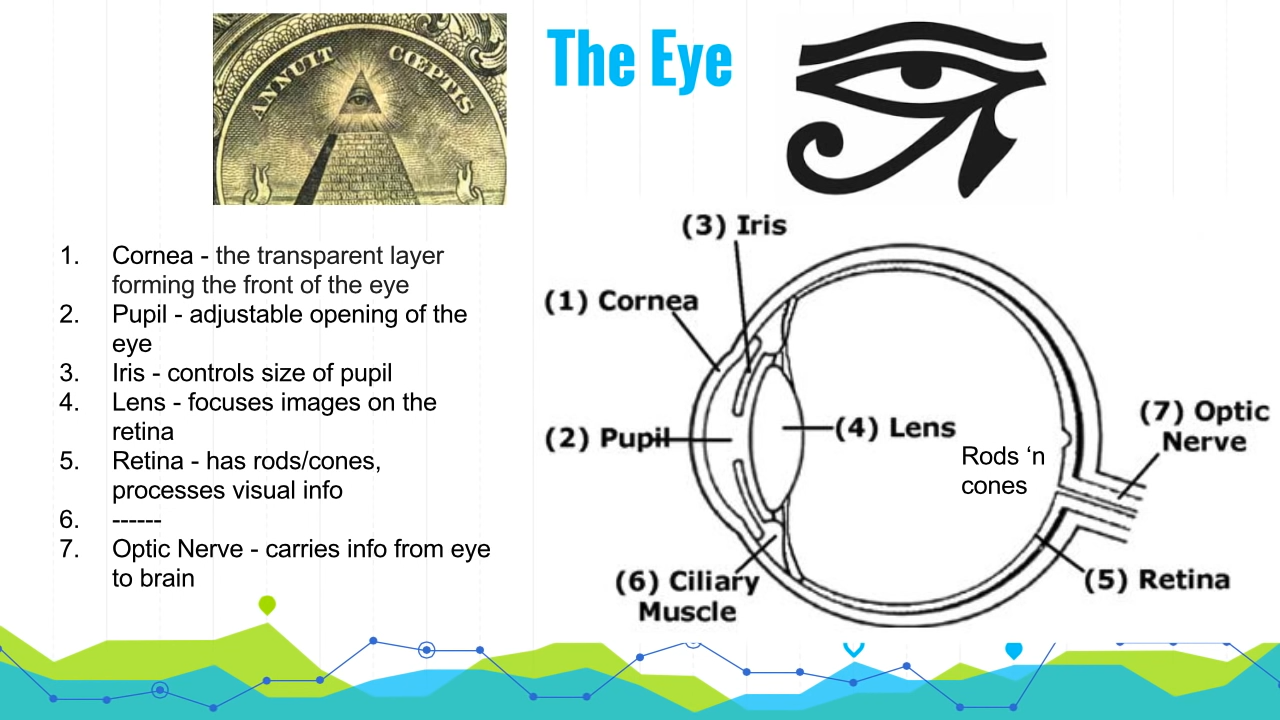 ANNUIT CŒPTIS
The Eye
1. Cornea - the transparent layer
forming the front of the eye
2. Pupil - adjustable opening of the
eye
3. Iris - controls size of pupil
4. Lens - focuses images on the
retina
5. Retina - has rods/cones,
processes visual info
6. ------
7. Optic Nerve - carries info from eye
to brain
(3) Iris
(1) Cornea
(2) Pupil
(4) Lens
Rods ‘n
cones
(7) Optic
Nerve
(6) Ciliary
Muscle
(5) Retina